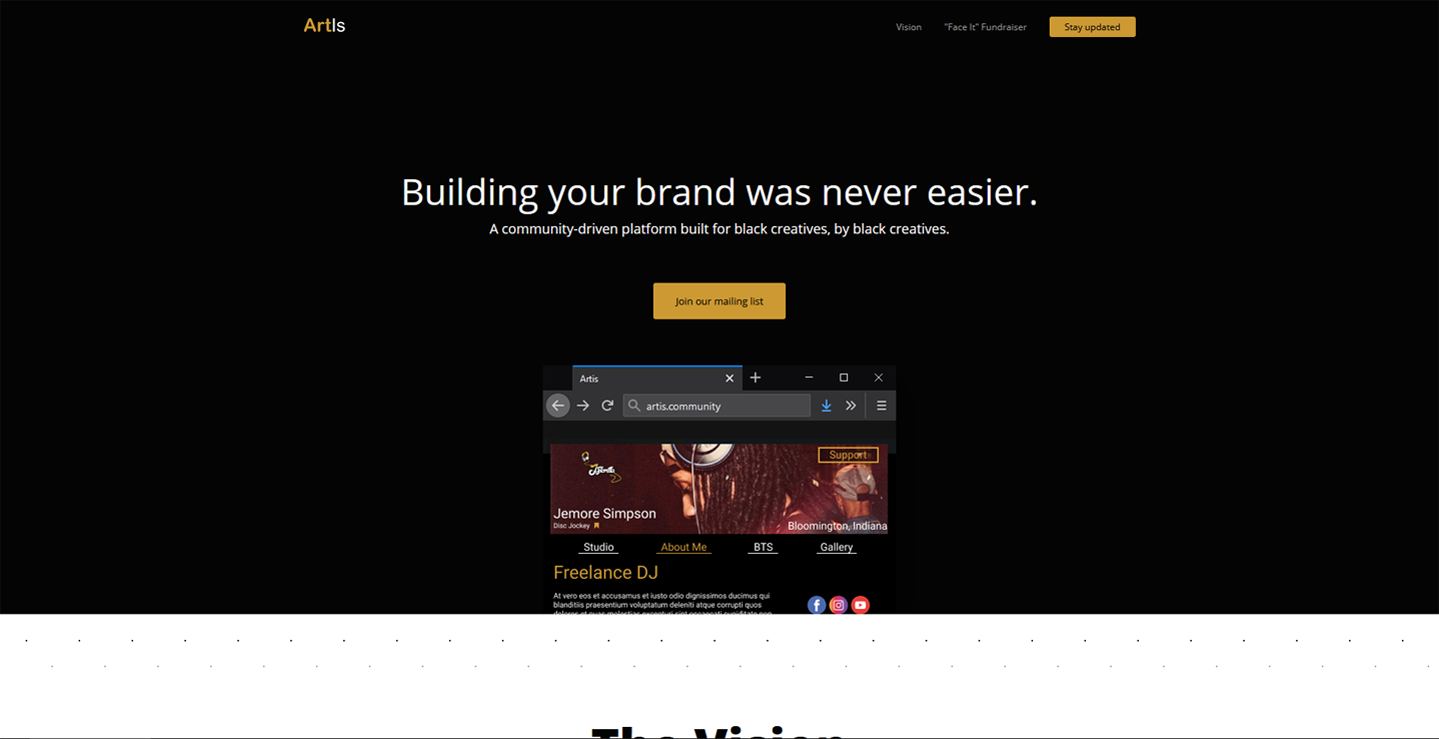 ArtIs
Vision "Face It" Fundraiser Stay updated
Building your brand was never easier.
A community-driven platform built for black creatives, by black creatives.
Join our mailing list
Artis
artis.community
Support
Jemore Simpson
Disc Jockey
Bloomington, Indiana
Studio About Me BTS Gallery
Freelance DJ
At vero eos et accusamus et iusto odio dignissimos ducimus qui
blanditiis praesentium voluptatum deleniti atque corrupti quos
The Vision